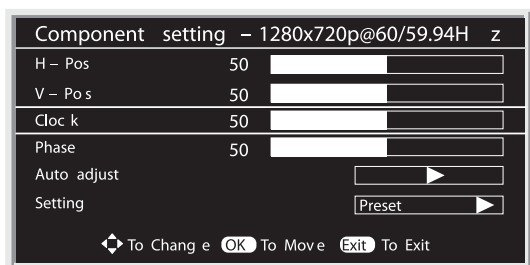 Component setting – 1280x720p@60/59.94H z
H – Pos 50
V – Po s 50
Cloc k 50
Phase 50
Auto adjust
Setting Preset
To Chang e OK To Mov e Exit To Exit